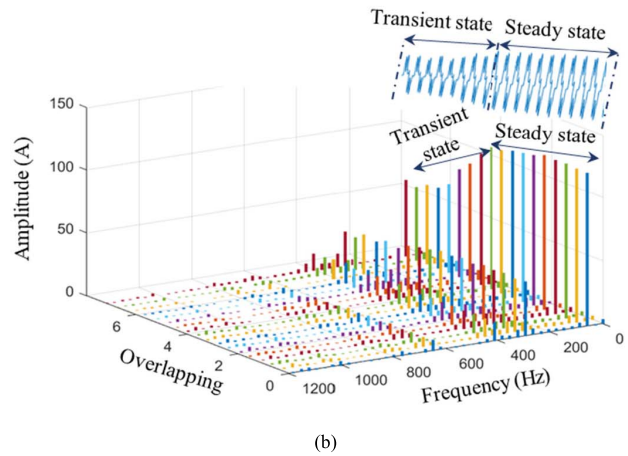 Transient state
Steady state
Transient
state
Steady state
150
100
50
0
Amplitude (A)
6
4
2
0
Overlapping
1200
1000
800
600
400
200
0
Frequency (Hz)
(b)